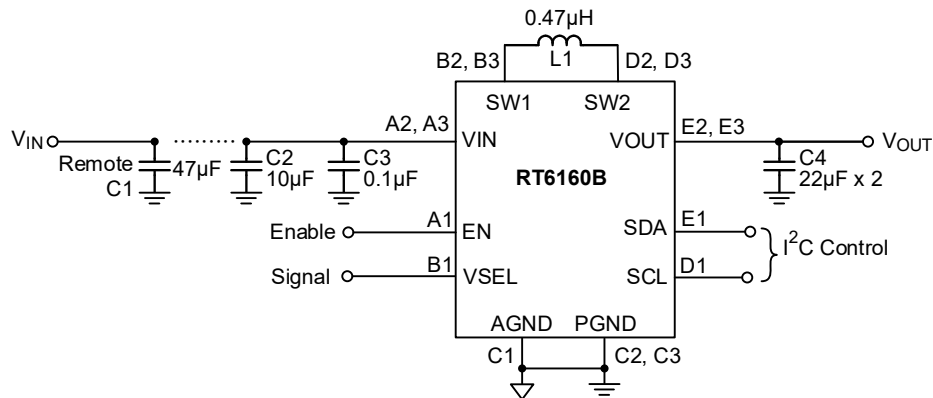 0.47µH
B2, B3
L1
D2, D3
SW1
SW2
A2, A3
E2, E3
VIN
VIN
VOUT
VOUT
Remote
C1
47µF
C2
10µF
C3
0.1µF
RT6160B
C4
22µF x 2
Enable
A1
EN
SDA
E1
I²C Control
Signal
B1
VSEL
SCL
D1
AGND
PGND
C1
C2, C3